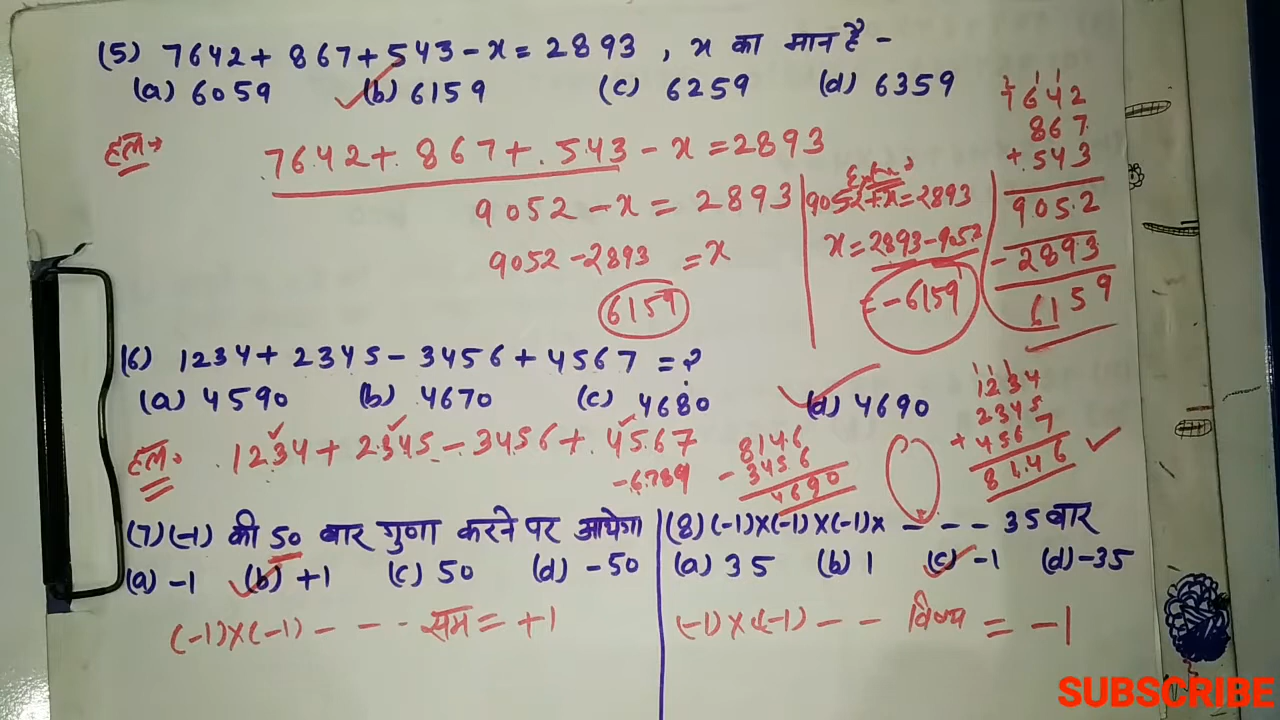 (5) 7642 + 867 + 543 - x = 2893 , x का मान है -
(a) 6059 (b) 6159 (c) 6259 (d) 6359
हल→ 7642 + 867 + 543 - x = 2893
9052 - x = 2893
9052 - 2893 = x
6159
9052 + x = 2893
x = 2893 - 9052
= - 6159
7642
867
+ 543
9052
- 2893
6159
(6) 1234 + 2345 - 3456 + 4567 = ?
(a) 4590 (b) 4670 (c) 4680 (d) 4690
हल→ 1234 + 2345 - 3456 + 4567
- 6789
8146
- 3456
4690
1234
2345
+ 4567
8146
(7) (-1) की 50 बार गुणा करने पर आयेगा
(a) -1 (b) +1 (c) 50 (d) -50
(-1)×(-1) - - - - सम = +1
(8) (-1)×(-1)×(-1)× - - - - 35 बार
(a) 35 (b) 1 (c) -1 (d) -35
(-1)×(-1) - - विषय = -1
SUBSCRIBE